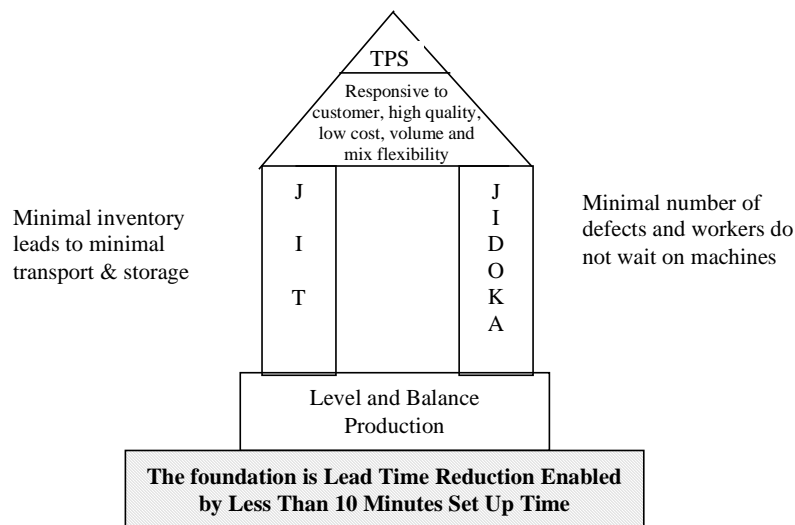 TPS
Responsive to
customer, high quality,
low cost, volume and
mix flexibility
Minimal inventory
leads to minimal
transport & storage
J
I
T
J
I
D
O
K
A
Minimal number of
defects and workers do
not wait on machines
Level and Balance
Production
The foundation is Lead Time Reduction Enabled
by Less Than 10 Minutes Set Up Time